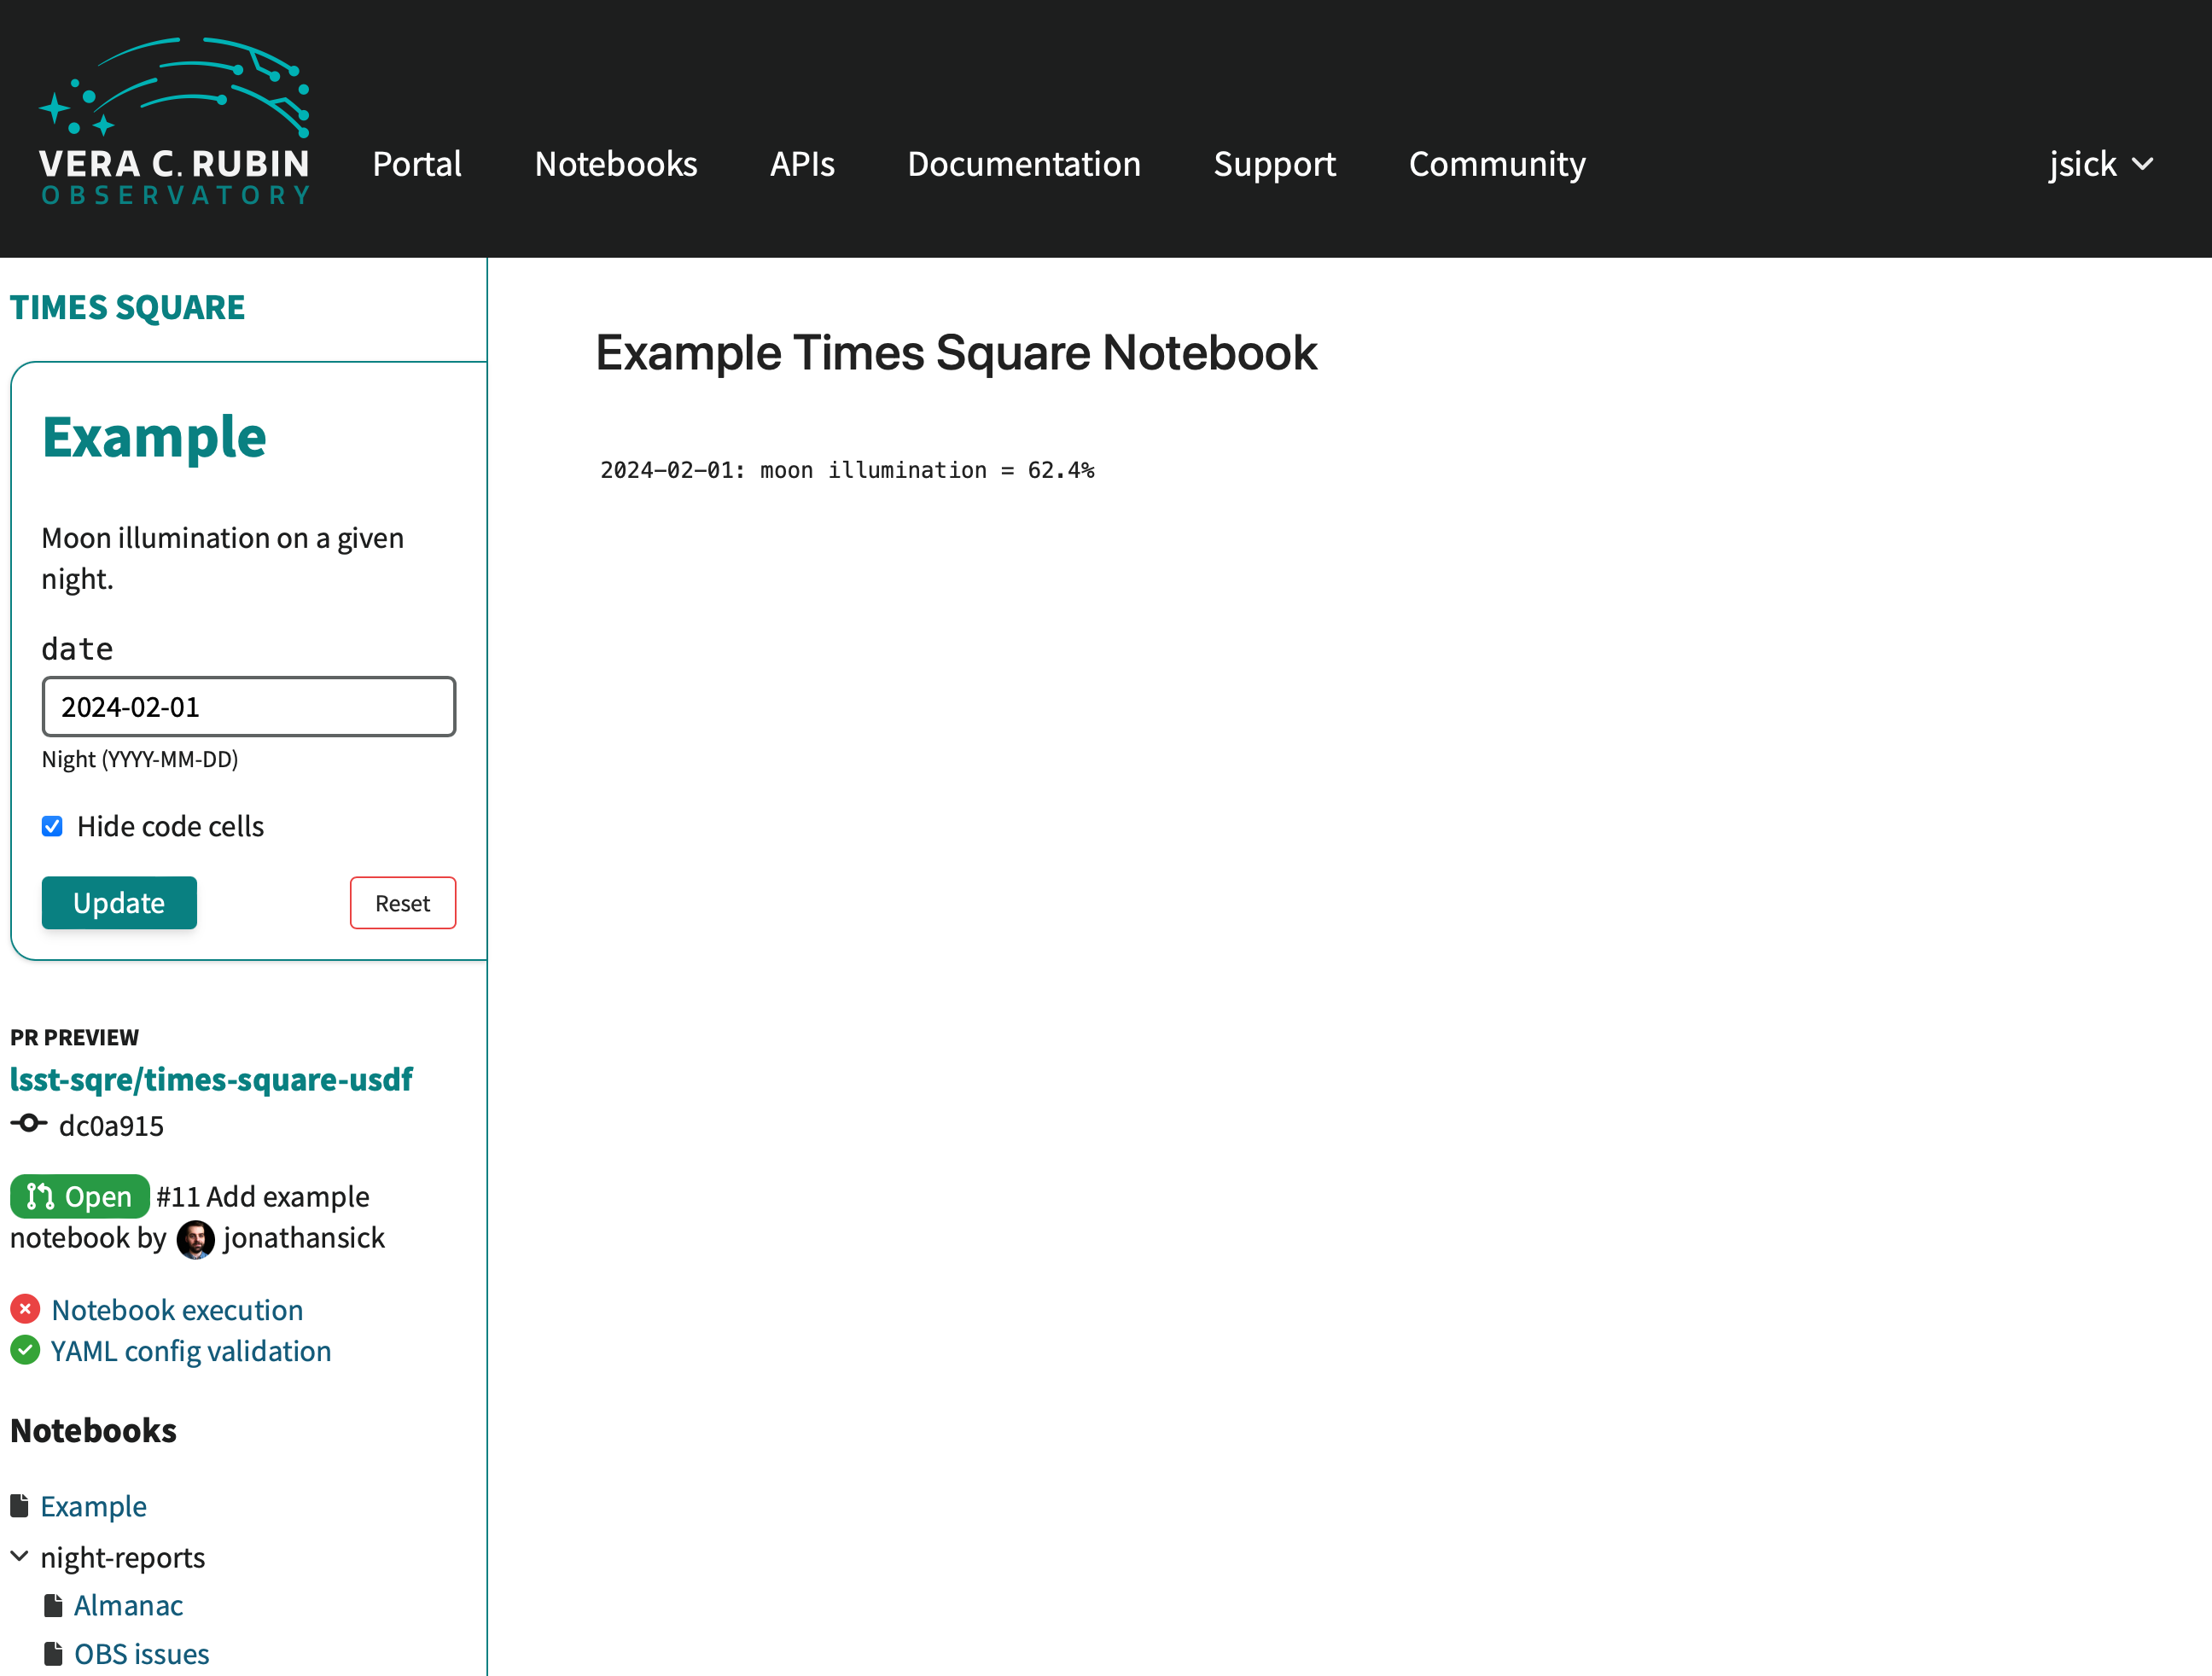 VERA C. RUBIN
OBSERVATORY
Portal
Notebooks
APIs
Documentation
Support
Community
jsick
TIMES SQUARE
Example
Moon illumination on a given
night.
date
2024-02-01
Night (YYYY-MM-DD)
Hide code cells
Update
Reset
PR PREVIEW
lsst-sqre/times-square-usdf
dc0a915
Open #11 Add example
notebook by jonathansick
Notebook execution
YAML config validation
Notebooks
Example
night-reports
Almanac
OBS issues
Example Times Square Notebook
2024-02-01: moon illumination = 62.4%